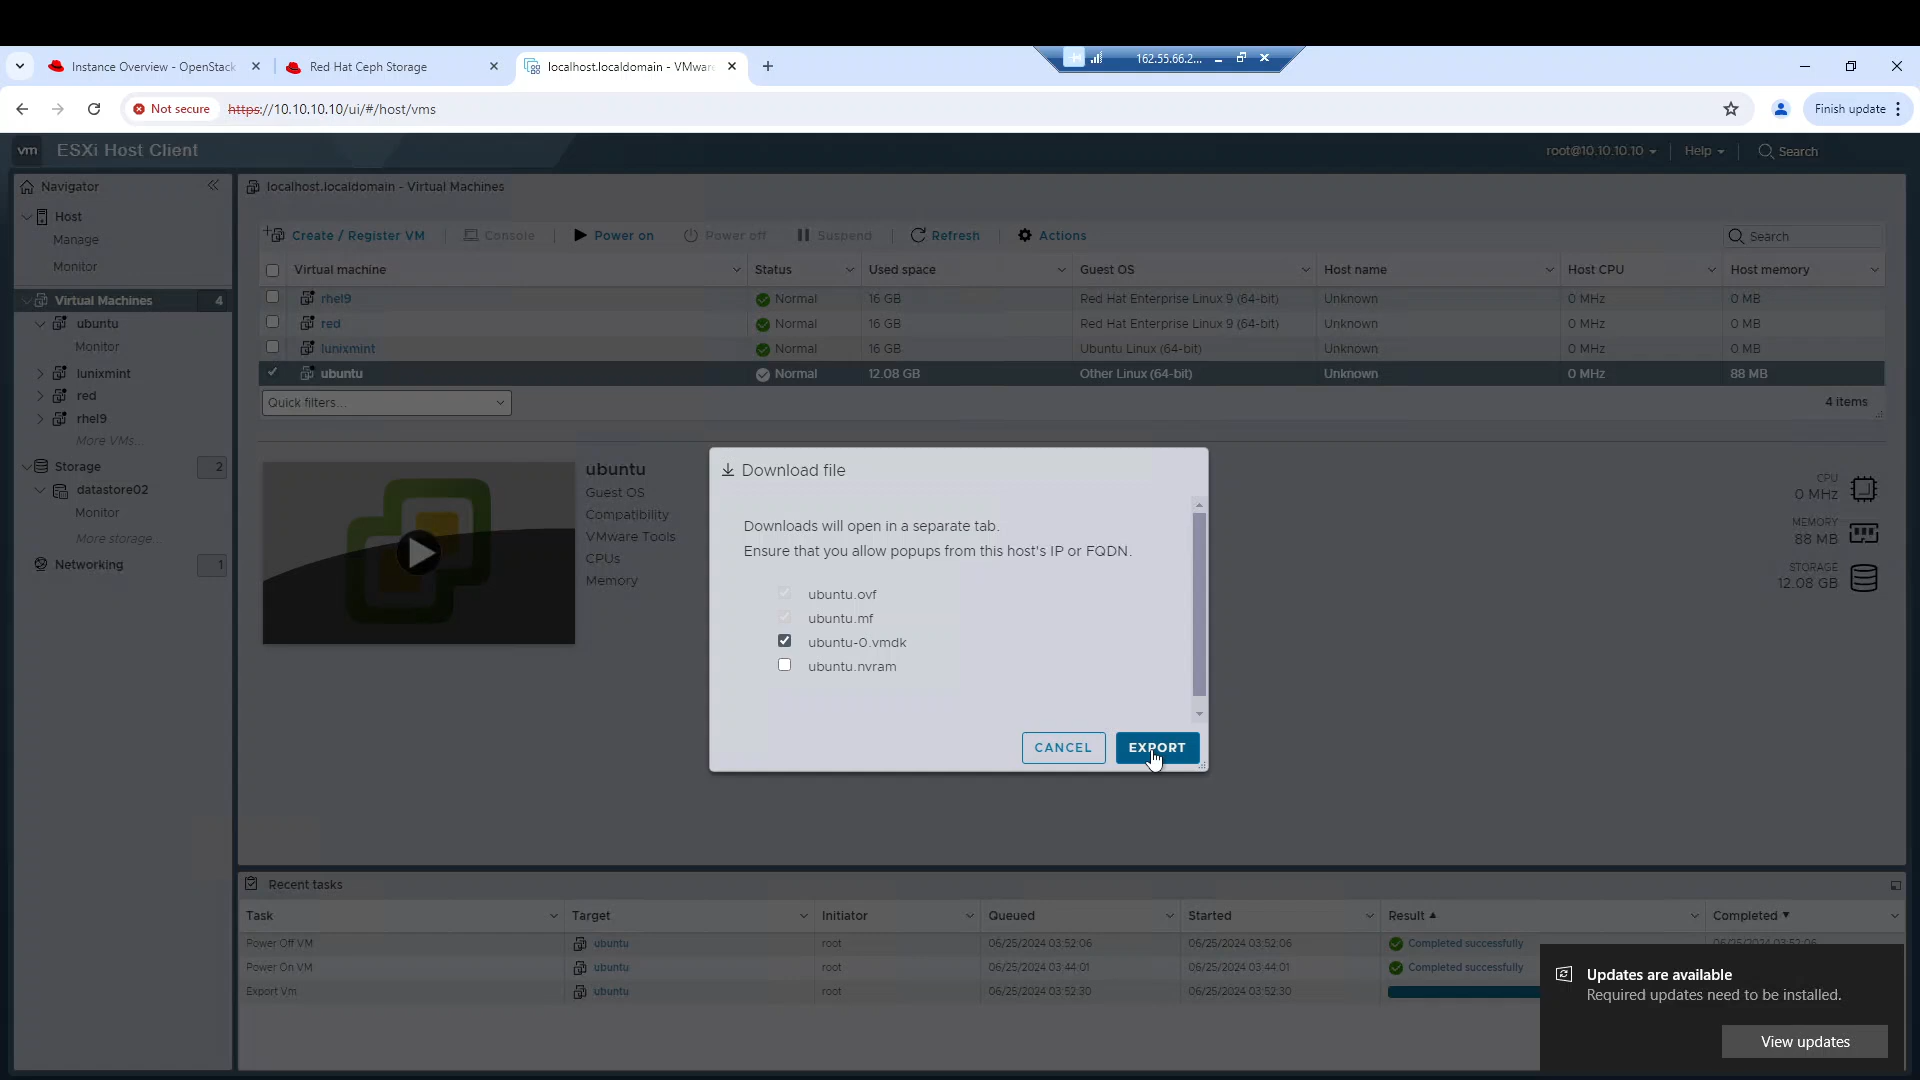 Instance Overview - OpenStack
Red Hat Ceph Storage
localhost.localdomain - VMware
162.55.66.2...
Not secure
https://10.10.10.10/ui/#/host/vms
Finish update
vm
ESXi Host Client
root@10.10.10.10
Help
Search
Navigator
localhost.localdomain - Virtual Machines
Host
Manage
Monitor
Virtual Machines
4
ubuntu
Monitor
lunixmint
red
rhel9
More VMs...
Storage
2
datastore02
Monitor
More storage...
Networking
1
Create / Register VM
Console
Power on
Power off
Suspend
Refresh
Actions
Search
Virtual machine Status Used space Guest OS Host name Host CPU Host memory
rhel9 Normal 16 GB Red Hat Enterprise Linux 9 (64-bit) Unknown 0 MHz 0 MB
red Normal 16 GB Red Hat Enterprise Linux 9 (64-bit) Unknown 0 MHz 0 MB
lunixmint Normal 16 GB Ubuntu Linux (64-bit) Unknown 0 MHz 0 MB
ubuntu Normal 12.08 GB Other Linux (64-bit) Unknown 0 MHz 88 MB
Quick filters...
4 items
ubuntu
Guest OS
Compatibility
VMware Tools
CPUs
Memory
Download file
Downloads will open in a separate tab.
Ensure that you allow popups from this host's IP or FQDN.
ubuntu.ovf
ubuntu.mf
ubuntu-0.vmdk
ubuntu.nvram
CANCEL
EXPORT
CPU
0 MHz
MEMORY
88 MB
STORAGE
12.08 GB
Recent tasks
Task Target Initiator Queued Started Result Completed
Power Off VM ubuntu root 06/25/2024 03:52:06 06/25/2024 03:52:06 Completed successfully 06/25/2024 03:52:06
Power On VM ubuntu root 06/25/2024 03:44:01 06/25/2024 03:44:01 Completed successfully
Export Vm ubuntu root 06/25/2024 03:52:30 06/25/2024 03:52:30
Updates are available
Required updates need to be installed.
View updates